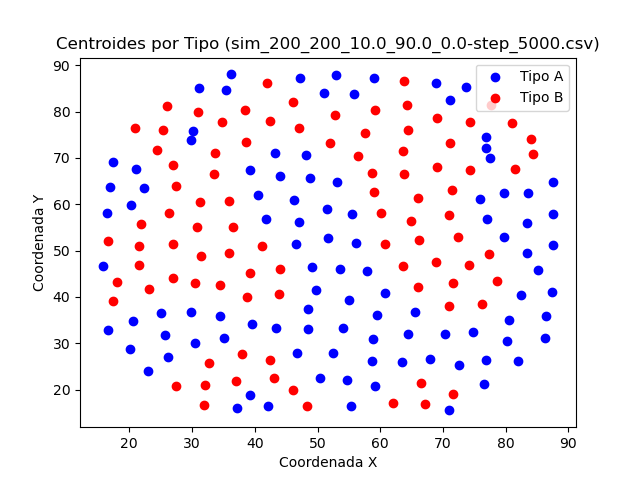 Centroides por Tipo (sim_200_200_10.0_90.0_0.0-step_5000.csv)
Tipo A
Tipo B
90
80
70
60
50
40
30
20
Coordenada Y
20 30 40 50 60 70 80 90
Coordenada X